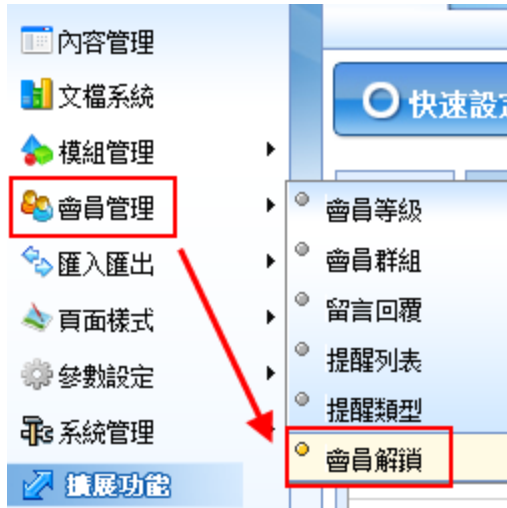 內容管理
文檔系統
模組管理
會員管理
匯入匯出
頁面樣式
參數設定
系統管理
擴展功能
快速設定
會員等級
會員群組
留言回覆
提醒列表
提醒類型
會員解鎖